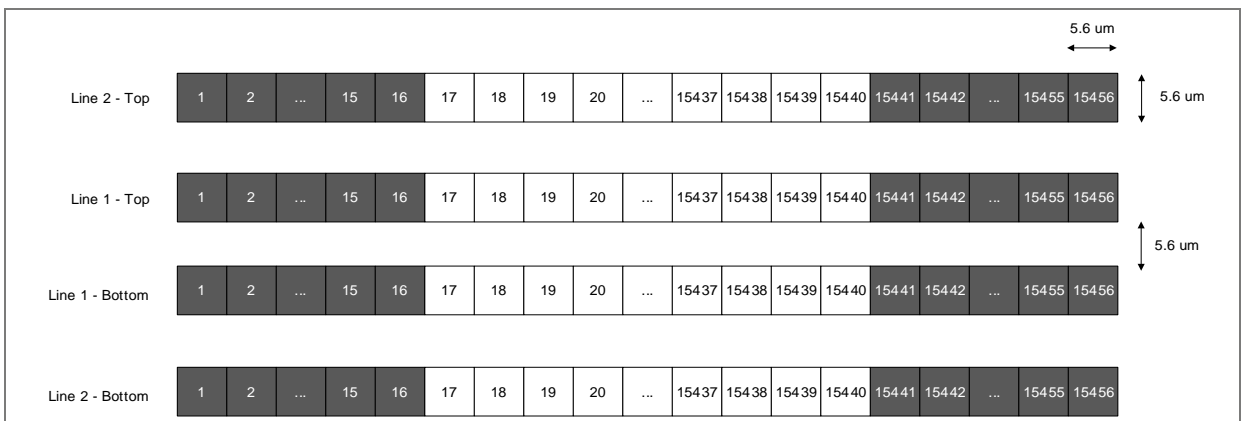 5.6 um
Line 2 - Top 1 2 ... 15 16 17 18 19 20 ... 15437 15438 15439 15440 15441 15442 ... 15455 15456 5.6 um
Line 1 - Top 1 2 ... 15 16 17 18 19 20 ... 15437 15438 15439 15440 15441 15442 ... 15455 15456
5.6 um
Line 1 - Bottom 1 2 ... 15 16 17 18 19 20 ... 15437 15438 15439 15440 15441 15442 ... 15455 15456
Line 2 - Bottom 1 2 ... 15 16 17 18 19 20 ... 15437 15438 15439 15440 15441 15442 ... 15455 15456